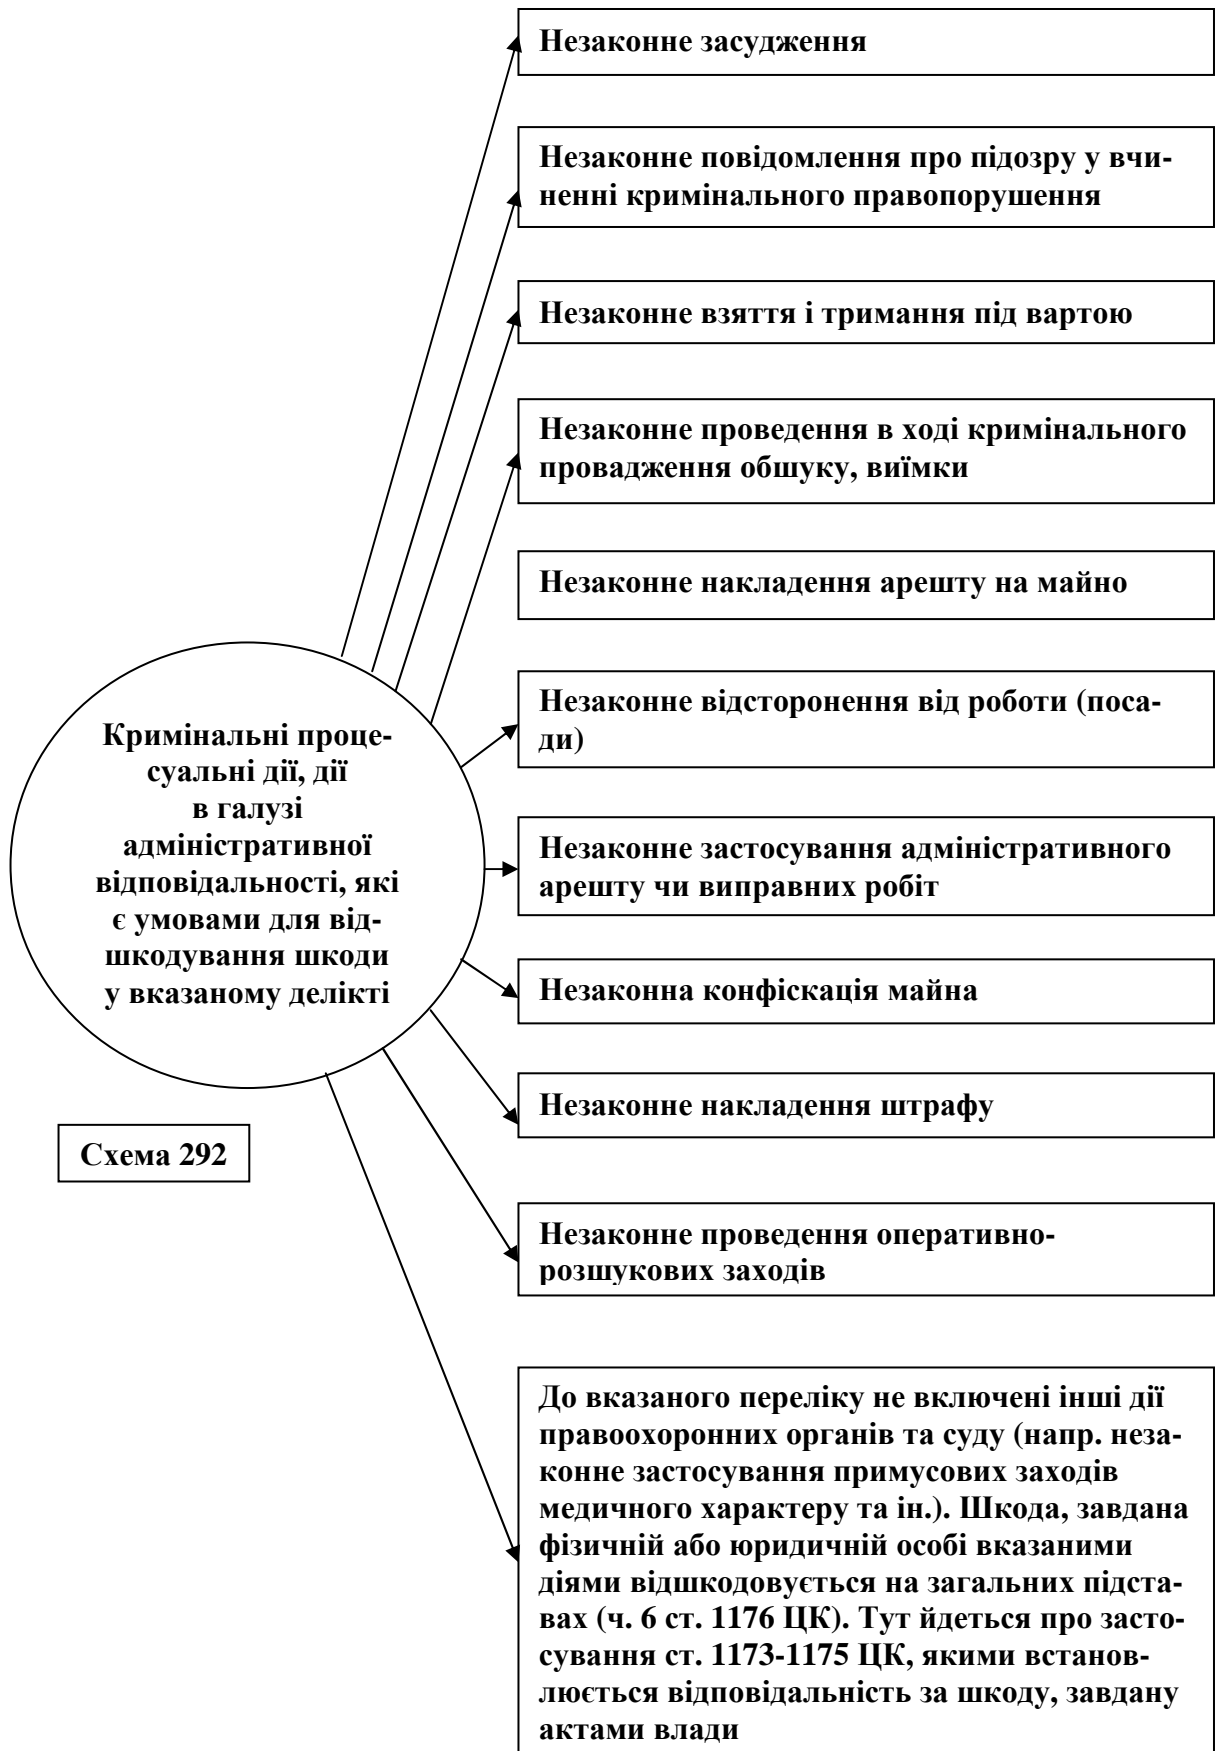 Незаконне засудження
Незаконне повідомлення про підозру у вчи-
ненні кримінального правопорушення
Незаконне взяття і тримання під вартою
Незаконне проведення в ході кримінального
провадження обшуку, виїмки
Незаконне накладення арешту на майно
Незаконне відсторонення від роботи (поса-
ди)
Кримінальні проце-
суальні дії, дії
в галузі
адміністративної
відповідальності, які
є умовами для від-
шкодування шкоди
у вказаному делікті
Незаконне застосування адміністративного
арешту чи виправних робіт
Незаконна конфіскація майна
Незаконне накладення штрафу
Схема 292
Незаконне проведення оперативно-
розшукових заходів
До вказаного переліку не включені інші дії
правоохоронних органів та суду (напр. неза-
конне застосування примусових заходів
медичного характеру та ін.). Шкода, завдана
фізичній або юридичній особі вказаними
діями відшкодовується на загальних підста-
вах (ч. 6 ст. 1176 ЦК). Тут йдеться про засто-
сування ст. 1173-1175 ЦК, якими встанов-
люється відповідальність за шкоду, завдану
актами влади